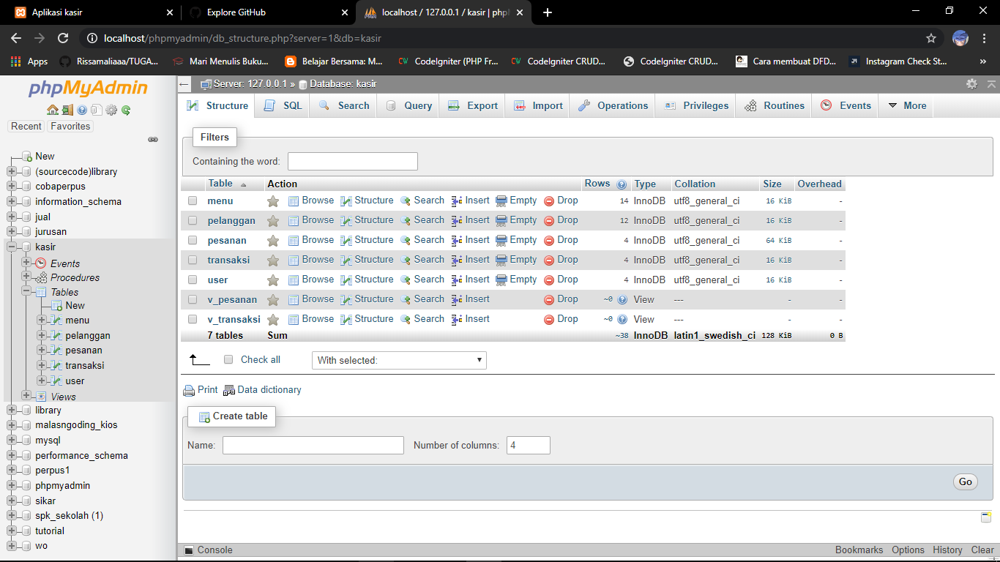 Aplikasi kasir
Explore GitHub
localhost / 127.0.0.1 / kasir | php
localhost/phpmyadmin/db_structure.php?server=1&db=kasir
Apps
Rissamaliaaa/TUGA...
Mari Menulis Buku...
Belajar Bersama: M...
CodeIgniter (PHP Fr...
CodeIgniter CRUD...
CodeIgniter CRUD...
Cara membuat DFD...
Instagram Check St...
»
phpMyAdmin
Recent Favorites
New
(sourcecode)library
cobaperpus
information_schema
jual
jurusan
kasir
Events
Procedures
Tables
New
menu
pelanggan
pesanan
transaksi
user
Views
library
malasngoding_kios
mysql
performance_schema
perpus1
phpmyadmin
sikar
spk_sekolah (1)
tutorial
wo
Server: 127.0.0.1 » Database: kasir
Structure SQL Search Query Export Import Operations Privileges Routines Events More
Filters
Containing the word:
Table Action Rows Type Collation Size Overhead
menu Browse Structure Search Insert Empty Drop 14 InnoDB utf8_general_ci 16 KiB -
pelanggan Browse Structure Search Insert Empty Drop 12 InnoDB utf8_general_ci 16 KiB -
pesanan Browse Structure Search Insert Empty Drop 4 InnoDB utf8_general_ci 64 KiB -
transaksi Browse Structure Search Insert Empty Drop 4 InnoDB utf8_general_ci 16 KiB -
user Browse Structure Search Insert Empty Drop 4 InnoDB utf8_general_ci 16 KiB -
v_pesanan Browse Structure Search Insert Drop ~0 View --- - -
v_transaksi Browse Structure Search Insert Drop ~0 View --- - -
7 tables Sum ~38 InnoDB latin1_swedish_ci 128 KiB 0 B
Check all With selected:
Print Data dictionary
Create table
Name: Number of columns: 4
Go
Console Bookmarks Options History Clear